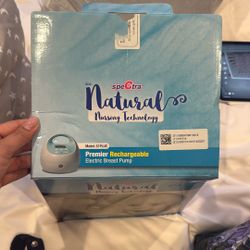 spectra
Natural
Nursing Technology
Model: S1 PLUS
Premier Rechargeable
Electric Breast Pump